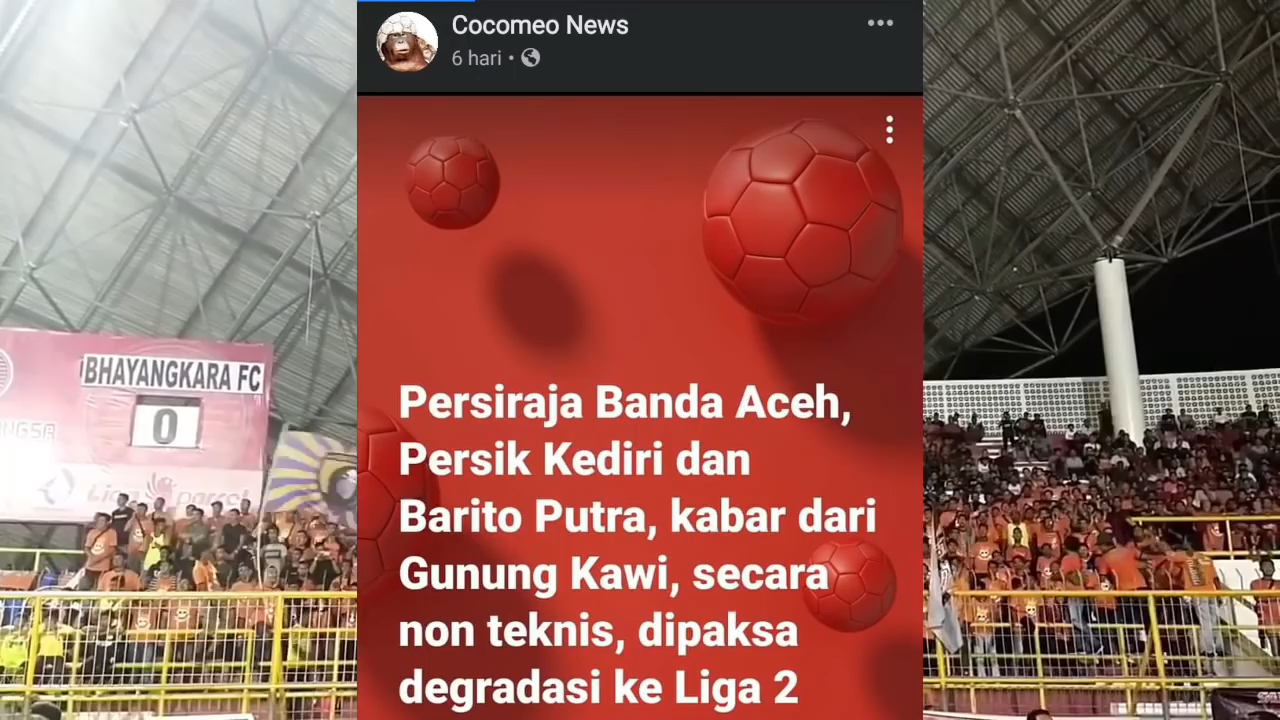 Cocomeo News
6 hari •
Persiraja Banda Aceh,
Persik Kediri dan
Barito Putra, kabar dari
Gunung Kawi, secara
non teknis, dipaksa
degradasi ke Liga 2
BHAYANGKARA FC
0